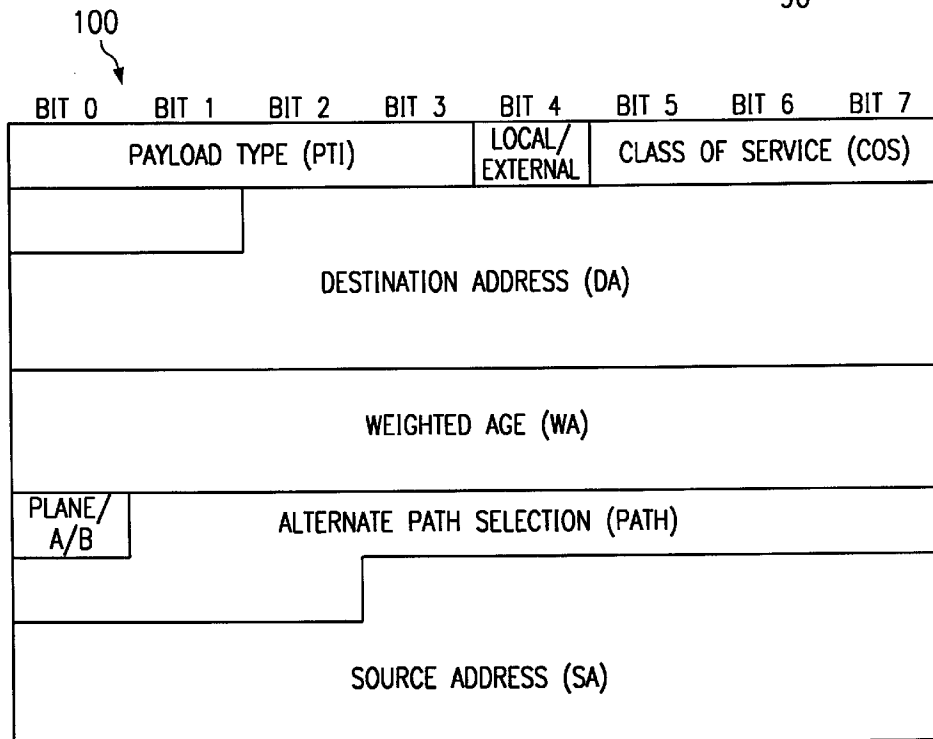 100
BIT 0 BIT 1 BIT 2 BIT 3 BIT 4 BIT 5 BIT 6 BIT 7
PAYLOAD TYPE (PTI)
LOCAL/
EXTERNAL
CLASS OF SERVICE (COS)
DESTINATION ADDRESS (DA)
WEIGHTED AGE (WA)
PLANE/
A/B
ALTERNATE PATH SELECTION (PATH)
SOURCE ADDRESS (SA)